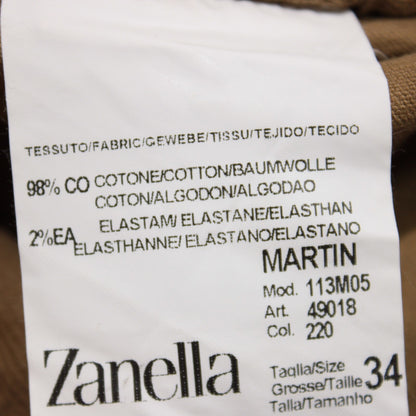 TESSUTO/FABRIC/GEWEBE/TISSU/TEJIDO/TECIDO
98% CO COTONE/COTTON/BAUMWOLLE
COTON/ALGODON/ALGODAO
2%EA ELASTAM/ ELASTANE/ELASTHAN
ELASTHANNE/ ELASTANO/ELASTANO
MARTIN
Mod. 113M05
Art. 49018
Col. 220
Zanella
Taglia/Size
Grosse/Taille 34
Talla/Tamanho